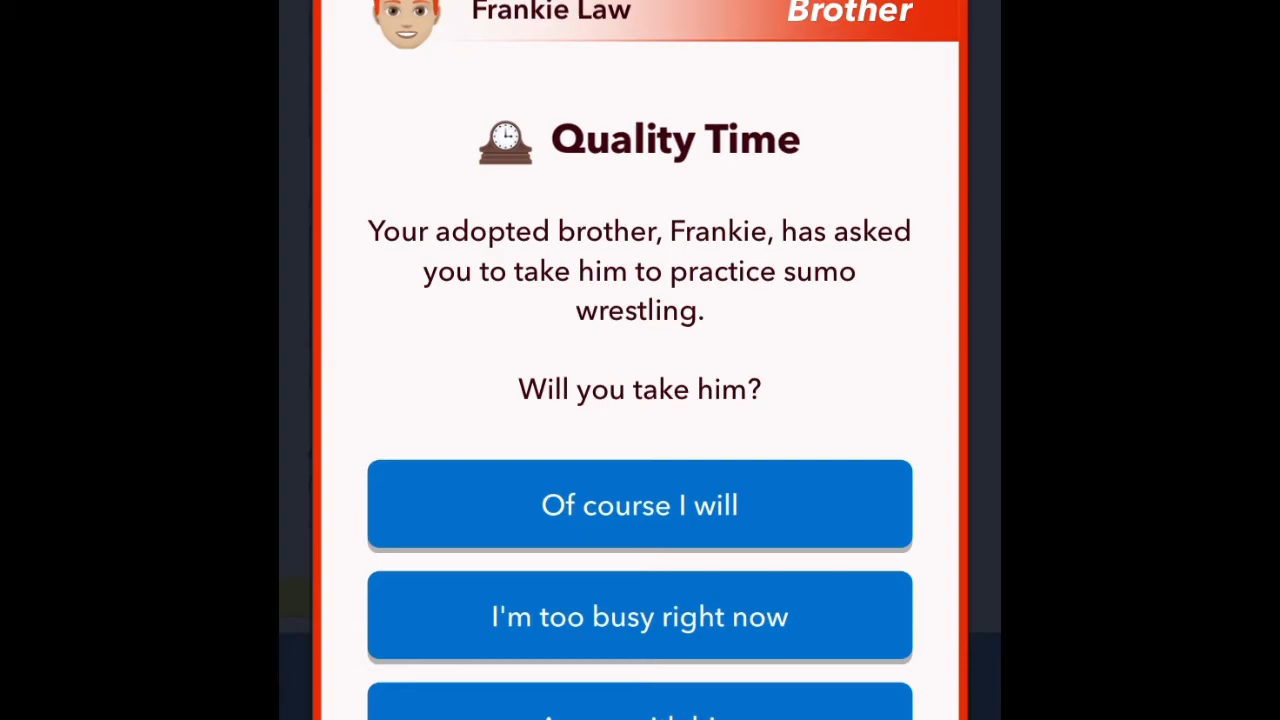 Frankie Law
Brother
Quality Time
Your adopted brother, Frankie, has asked
you to take him to practice sumo
wrestling.
Will you take him?
Of course I will
I'm too busy right now